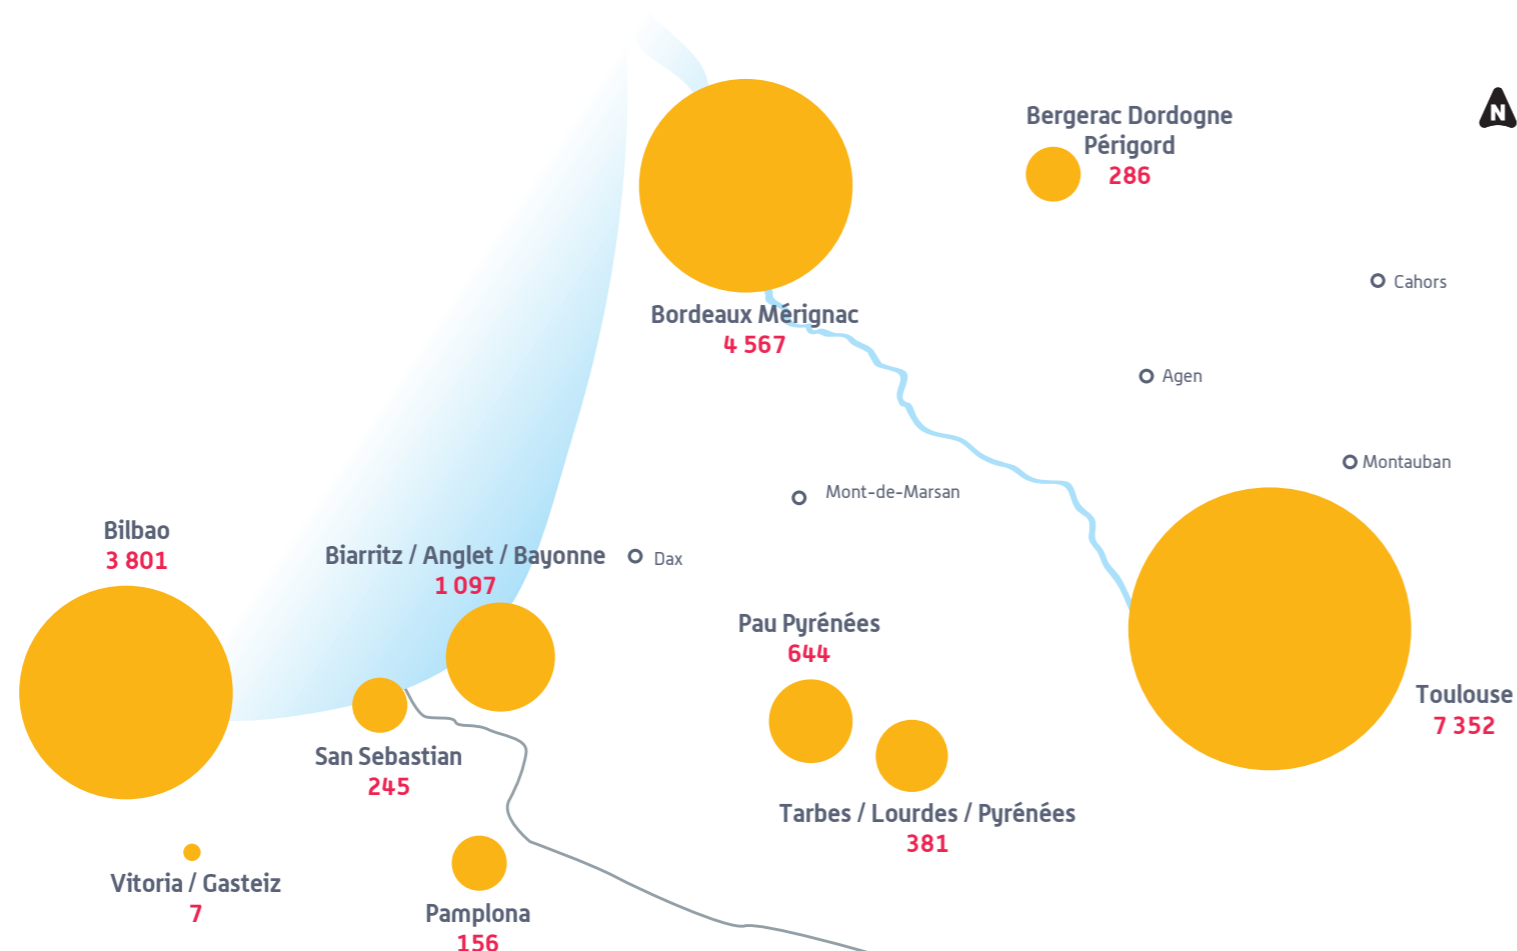 Bergerac Dordogne
Périgord
286
N
Cahors
Bordeaux Mérignac
4 567
Agen
Montauban
Mont-de-Marsan
Bilbao
3 801
Biarritz / Anglet / Bayonne
1 097
Dax
Pau Pyrénées
644
Toulouse
7 352
San Sebastian
245
Tarbes / Lourdes / Pyrénées
381
Vitoria / Gasteiz
7
Pamplona
156